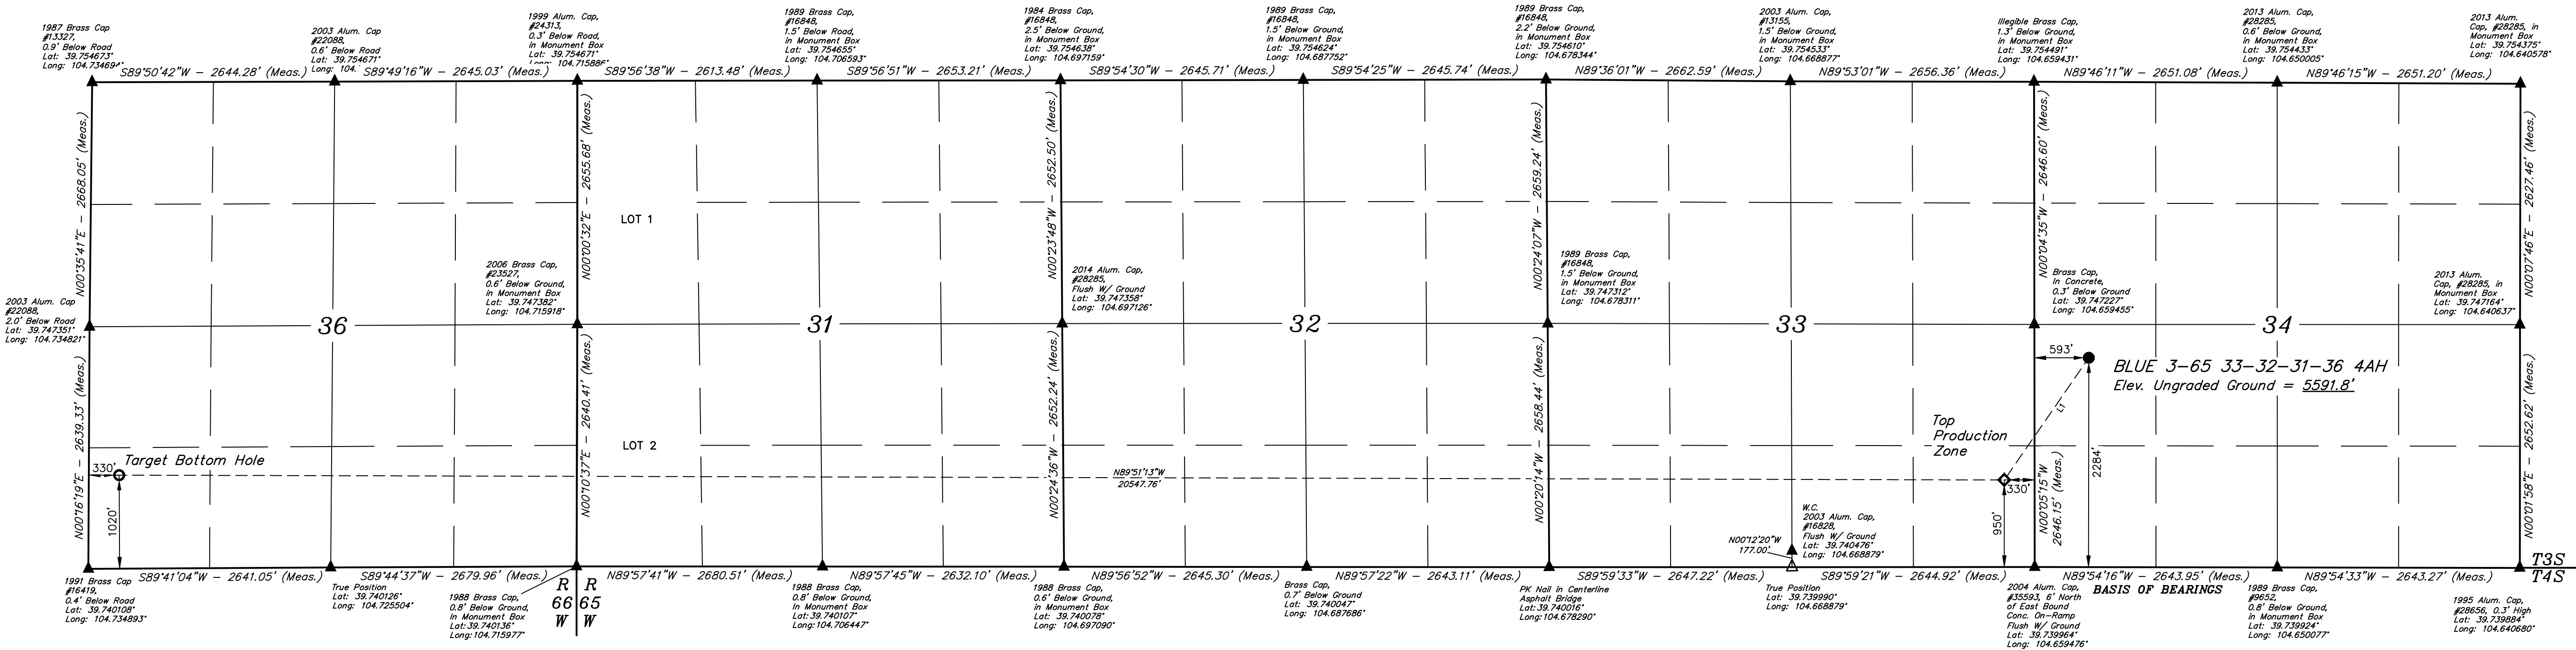 1987 Brass Cap
#13327,
0.9' Below Road
Lat: 39.754673°
Long: 104.734694°
2003 Alum. Cap
#22088,
0.6' Below Road
Lat: 39.754671°
Long: 104.
1999 Alum. Cap,
#24313,
0.3' Below Road,
in Monument Box
Lat: 39.754671°
Long: 104.715886°
1989 Brass Cap,
#16848,
1.5' Below Road,
in Monument Box
Lat: 39.754655°
Long: 104.706593°
1984 Brass Cap,
#16848,
2.5' Below Ground,
in Monument Box
Lat: 39.754638°
Long: 104.697159°
1989 Brass Cap,
#16848,
1.5' Below Ground,
in Monument Box
Lat: 39.754624°
Long: 104.687752°
1989 Brass Cap,
#16848,
2.2' Below Ground,
in Monument Box
Lat: 39.754610°
Long: 104.678344°
2003 Alum. Cap,
#13155,
1.5' Below Ground,
in Monument Box
Lat: 39.754533°
Long: 104.668877°
Illegible Brass Cap,
1.3' Below Ground,
in Monument Box
Lat: 39.754491°
Long: 104.659431°
2013 Alum. Cap,
#28285,
0.6' Below Ground,
in Monument Box
Lat: 39.754433°
Long: 104.650005°
2013 Alum.
Cap, #28285, in
Monument Box
Lat: 39.754375°
Long: 104.640578°
S89°50'42"W - 2644.28' (Meas.)
S89°49'16"W - 2645.03' (Meas.)
S89°56'38"W - 2613.48' (Meas.)
S89°56'51"W - 2653.21' (Meas.)
S89°54'30"W - 2645.71' (Meas.)
S89°54'25"W - 2645.74' (Meas.)
N89°36'01"W - 2662.59' (Meas.)
N89°53'01"W - 2656.36' (Meas.)
N89°46'11"W - 2651.08' (Meas.)
N89°46'15"W - 2651.20' (Meas.)
N00°35'41"E - 2668.05' (Meas.)
N00°00'32"E - 2655.68' (Meas.)
N00°23'48"W - 2652.50' (Meas.)
N00°24'07"W - 2659.24' (Meas.)
N00°04'35"W - 2646.60' (Meas.)
N00°07'46"E - 2627.46' (Meas.)
LOT 1
2003 Alum. Cap
#22088,
2.0' Below Road
Lat: 39.747351°
Long: 104.734821°
2006 Brass Cap,
#23527,
0.6' Below Ground,
in Monument Box
Lat: 39.747382°
Long: 104.715918°
2014 Alum. Cap,
#28285,
Flush W/ Ground
Lat: 39.747358°
Long: 104.697126°
1989 Brass Cap,
#16848,
1.5' Below Ground,
in Monument Box
Lat: 39.747312°
Long: 104.678311°
Brass Cap,
In Concrete,
0.3' Below Ground
Lat: 39.747227°
Long: 104.659455°
2013 Alum.
Cap, #28285, in
Monument Box
Lat: 39.747164°
Long: 104.640637°
36
31
32
33
34
593'
BLUE 3-65 33-32-31-36 4AH
Elev. Ungraded Ground = 5591.8'
L1
2284'
Top
Production
Zone
N00°16'19"E - 2639.33' (Meas.)
N00°10'37"E - 2640.41' (Meas.)
N00°24'36"W - 2652.24' (Meas.)
N00°20'14"W - 2658.44' (Meas.)
N00°05'15"W
2646.15' (Meas.)
N00°01'58"E - 2652.62' (Meas.)
LOT 2
330'
Target Bottom Hole
1020'
N89°51'13"W
20547.76'
330'
950'
W.C.
2003 Alum. Cap,
#16828,
Flush W/ Ground
Lat: 39.740476°
Long: 104.668879°
N00°12'20"W
177.00'
T3S
T4S
S89°41'04"W - 2641.05' (Meas.)
S89°44'37"W - 2679.96' (Meas.)
N89°57'41"W - 2680.51' (Meas.)
N89°57'45"W - 2632.10' (Meas.)
N89°56'52"W - 2645.30' (Meas.)
N89°57'22"W - 2643.11' (Meas.)
S89°59'33"W - 2647.22' (Meas.)
S89°59'21"W - 2644.92' (Meas.)
N89°54'16"W - 2643.95' (Meas.)
BASIS OF BEARINGS
N89°54'33"W - 2643.27' (Meas.)
1991 Brass Cap
#16419,
0.4' Below Road
Lat: 39.740108°
Long: 104.734893°
True Position
Lat: 39.740126°
Long: 104.725504°
1988 Brass Cap,
0.8' Below Ground,
In Monument Box
Lat:39.740136°
Long:104.715977°
R R
66 65
W W
1988 Brass Cap,
0.8' Below Ground,
In Monument Box
Lat:39.740107
Long:104.706447°
1988 Brass Cap,
0.6' Below Ground,
in Monument Box
Lat: 39.740078°
Long: 104.697090°
Brass Cap,
0.7' Below Ground
Lat: 39.740047°
Long: 104.687686°
PK Nail in Centerline
Asphalt Bridge
Lat:39.740016°
Long:104.678290°
True Position
Lat: 39.739990°
Long: 104.668879°
2004 Alum. Cap,
#35593, 6' North
of East Bound
Conc. On-Ramp
Flush W/ Ground
Lat: 39.739964°
Long: 104.659476°
1989 Brass Cap,
#9652,
0.8' Below Ground,
in Monument Box
Lat: 39.739924°
Long: 104.650077°
1995 Alum. Cap,
#28656, 0.3' High
Lat: 39.739884°
Long: 104.640680°